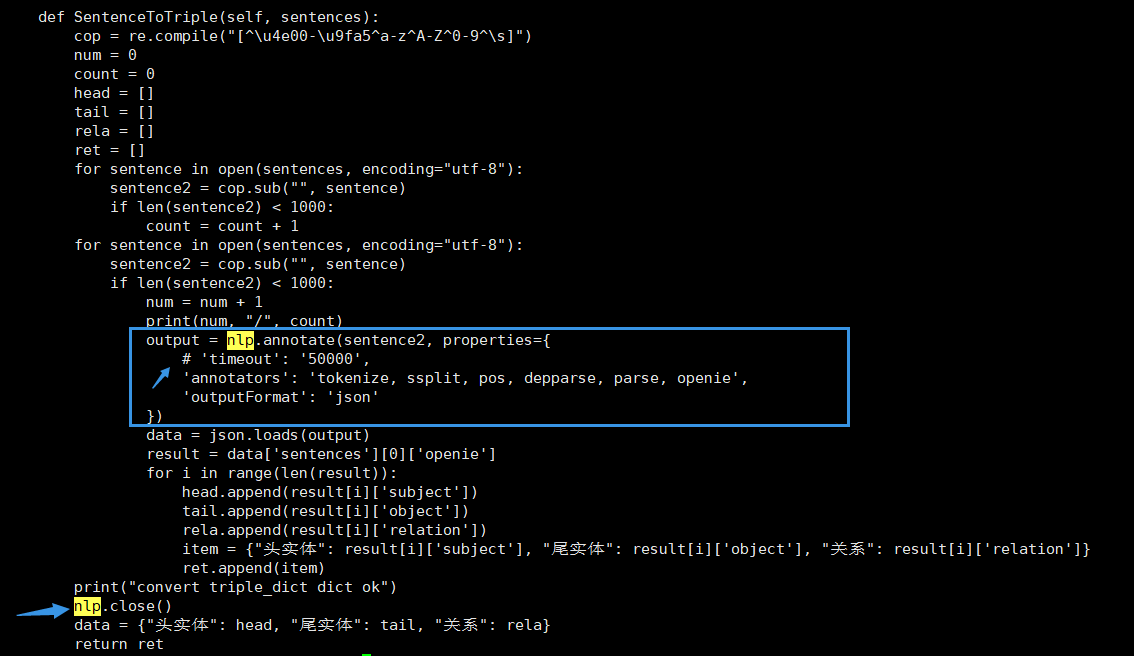 def SentenceToTriple(self, sentences):
    cop = re.compile("[^\u4e00-\u9fa5^a-z^A-Z^0-9^\s]")
    num = 0
    count = 0
    head = []
    tail = []
    rela = []
    ret = []
    for sentence in open(sentences, encoding="utf-8"):
        sentence2 = cop.sub("", sentence)
        if len(sentence2) < 1000:
            count = count + 1
    for sentence in open(sentences, encoding="utf-8"):
        sentence2 = cop.sub("", sentence)
        if len(sentence2) < 1000:
            num = num + 1
            print(num, "/", count)
            output = nlp.annotate(sentence2, properties={
                # 'timeout': '50000',
                'annotators': 'tokenize, ssplit, pos, depparse, parse, openie',
                'outputFormat': 'json'
            })
            data = json.loads(output)
            result = data['sentences'][0]['openie']
            for i in range(len(result)):
                head.append(result[i]['subject'])
                tail.append(result[i]['object'])
                rela.append(result[i]['relation'])
                item = {"头实体": result[i]['subject'], "尾实体": result[i]['object'], "关系": result[i]['relation']}
                ret.append(item)
    print("convert triple_dict dict ok")
    nlp.close()
    data = {"头实体": head, "尾实体": tail, "关系": rela}
    return ret